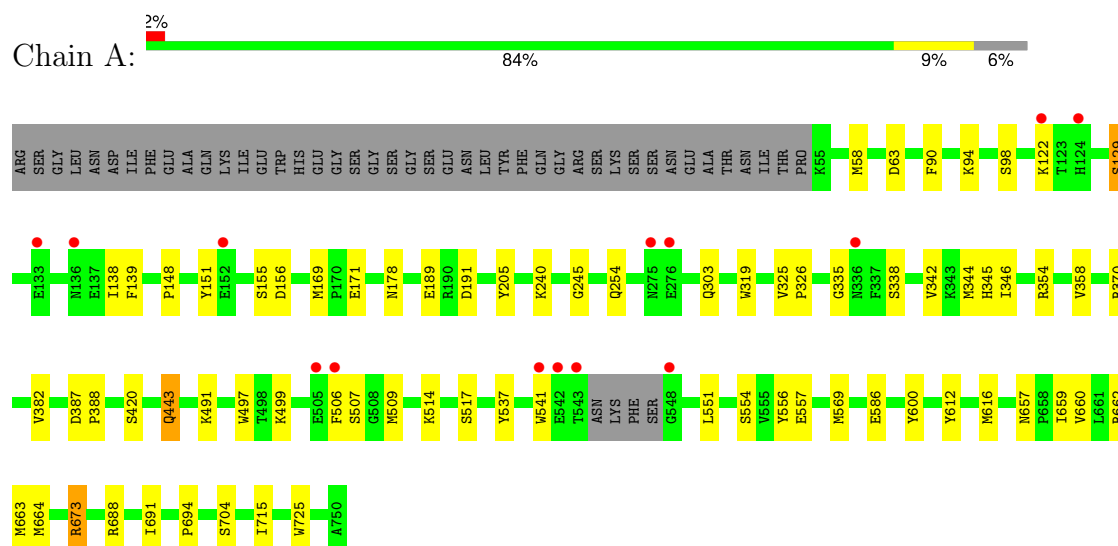 2%
Chain A:
84% 9% 6%
ARG SER GLY LEU ASN ASP ILE PHE GLU ALA GLN LYS ILE GLU TRP HIS GLU GLY SER GLY SER GLY SER GLU ASN LEU TYR PHE GLN GLY ARG SER LYS SER SER ASN GLU ALA THR ASN ILE THR PRO K55 M58 D63 F90 K94 S98 K122 T123 H124
E133 N136 E137 I138 F139 P148 Y151 E152 S155 D156 M169 P170 E171 N178 E189 R190 D191 Y205 K240 G245 Q254 N275 E276 Q303 W319 V325 P326 G335 N336 F337 S338 V342 K343 M344 H345 I346 R354 V358
V382 D387 P388 S420 Q443 K491 W497 T498 K499 E505 F506 S507 G508 M509 K514 S517 Y537 W541 E542 T543 ASN LYS PHE SER G548 L551 S554 V555 Y556 E557 M569 E586 Y600 Y612 M616 N657 P658 I659 V660 L661
M663 M664 R673 R688 I691 P694 S704 I715 W725 A750